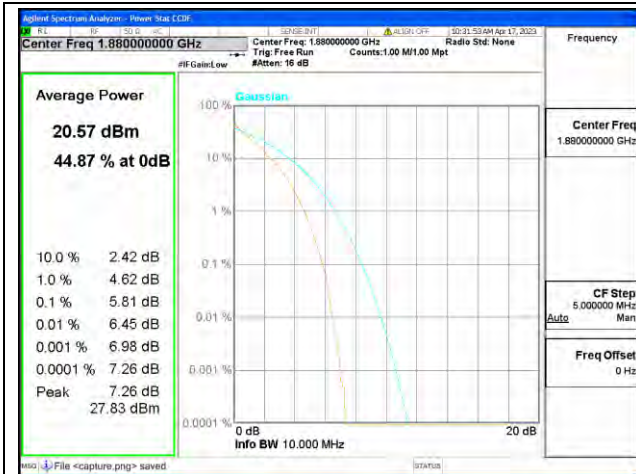 Agilent Spectrum Analyzer - Power Stat CCDF
RL RF 50 Ω AC SENSE:INT ALIGN OFF 10:31:53 AM Apr 17, 2023
Center Freq 1.880000000 GHz
Center Freq: 1.880000000 GHz Radio Std: None
Trig: Free Run Counts:1.00 M/1.00 Mpt
#IFGain:Low #Atten: 16 dB
Frequency
Average Power
20.57 dBm
44.87 % at 0dB
10.0 % 2.42 dB
1.0 % 4.62 dB
0.1 % 5.81 dB
0.01 % 6.45 dB
0.001 % 6.98 dB
0.0001 % 7.26 dB
Peak 7.26 dB
27.83 dBm
Gaussian
100 %
10 %
1 %
0.1 %
0.01 %
0.001 %
0.0001 %
0 dB 20 dB
Info BW 10.000 MHz
Center Freq
1.880000000 GHz
CF Step
5.000000 MHz
Auto Man
Freq Offset
0 Hz
MSG File <capture.png> saved STATUS